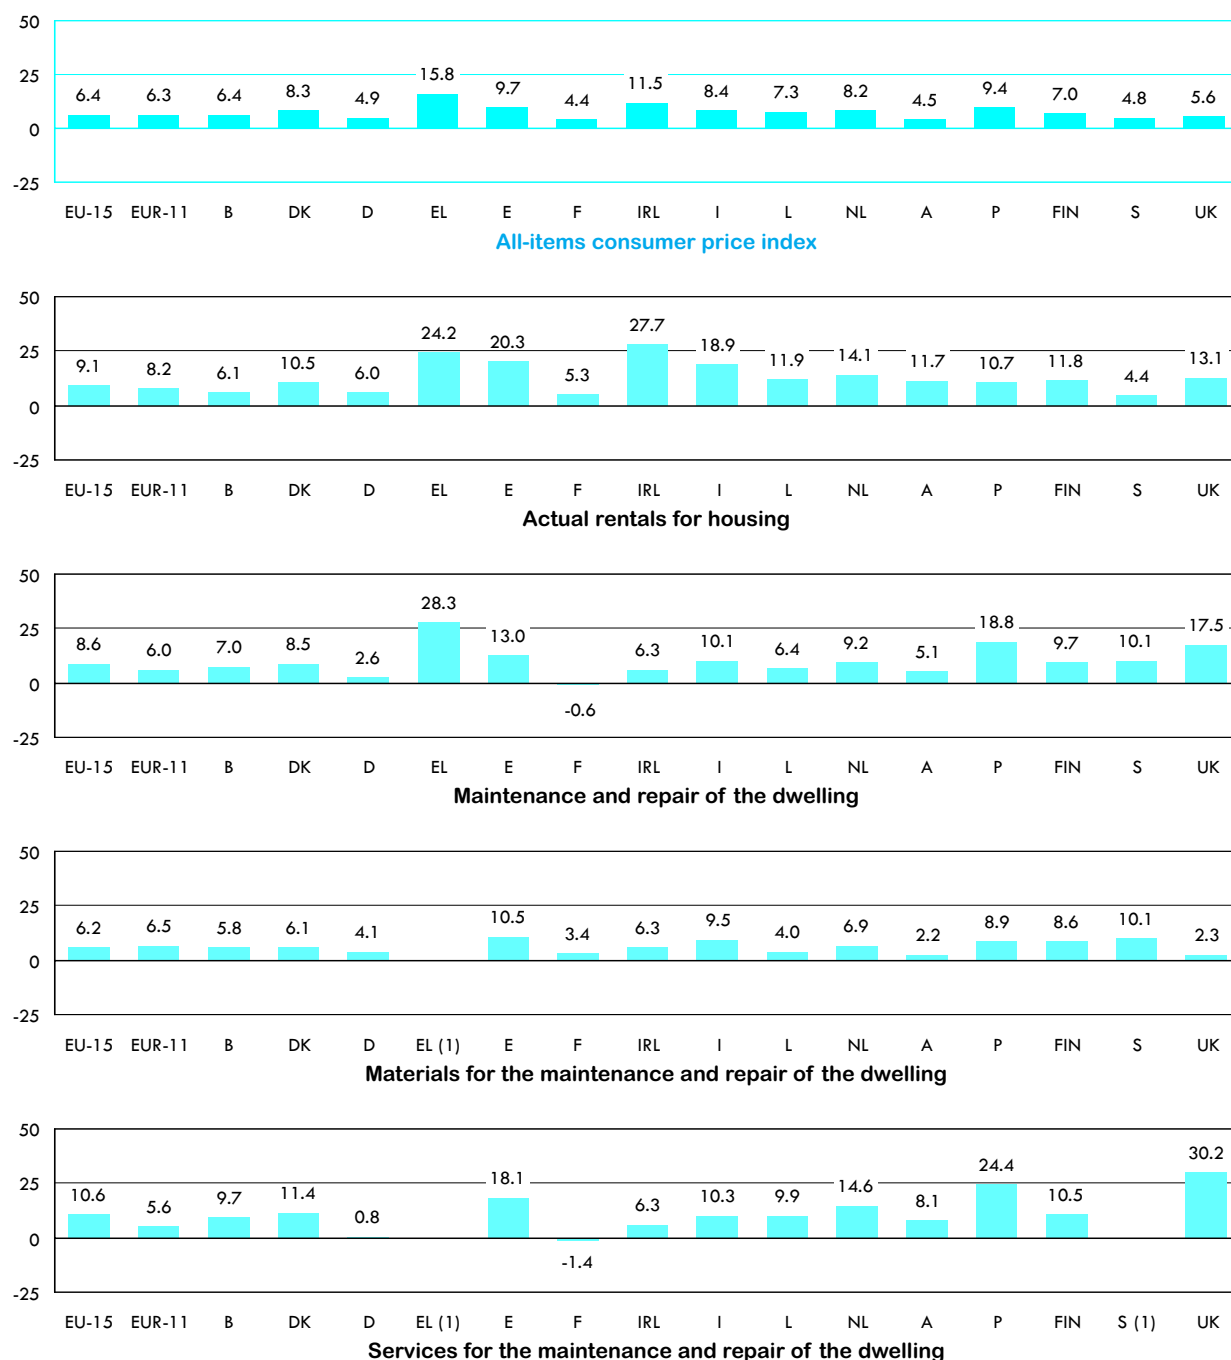 50
25
0
-25
6.4 6.3 6.4 8.3 4.9 15.8 9.7 4.4 11.5 8.4 7.3 8.2 4.5 9.4 7.0 4.8 5.6
EU-15 EUR-11 B DK D EL E F IRL I L NL A P FIN S UK
All-items consumer price index
50
25
0
-25
9.1 8.2 6.1 10.5 6.0 24.2 20.3 5.3 27.7 18.9 11.9 14.1 11.7 10.7 11.8 4.4 13.1
EU-15 EUR-11 B DK D EL E F IRL I L NL A P FIN S UK
Actual rentals for housing
50
25
0
-25
8.6 6.0 7.0 8.5 2.6 28.3 13.0 -0.6 6.3 10.1 6.4 9.2 5.1 18.8 9.7 10.1 17.5
EU-15 EUR-11 B DK D EL E F IRL I L NL A P FIN S UK
Maintenance and repair of the dwelling
50
25
0
-25
6.2 6.5 5.8 6.1 4.1 10.5 3.4 6.3 9.5 4.0 6.9 2.2 8.9 8.6 10.1 2.3
EU-15 EUR-11 B DK D EL (1) E F IRL I L NL A P FIN S UK
Materials for the maintenance and repair of the dwelling
50
25
0
-25
10.6 5.6 9.7 11.4 0.8 18.1 -1.4 6.3 10.3 9.9 14.6 8.1 24.4 10.5 30.2
EU-15 EUR-11 B DK D EL (1) E F IRL I L NL A P FIN S (1) UK
Services for the maintenance and repair of the dwelling